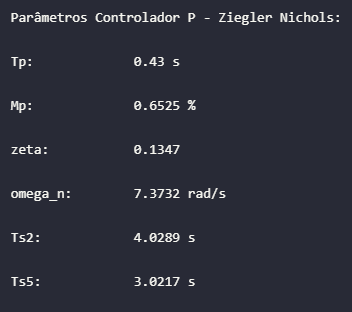 Parâmetros Controlador P - Ziegler Nichols:
Tp: 0.43 s
Mp: 0.6525 %
zeta: 0.1347
omega_n: 7.3732 rad/s
Ts2: 4.0289 s
Ts5: 3.0217 s